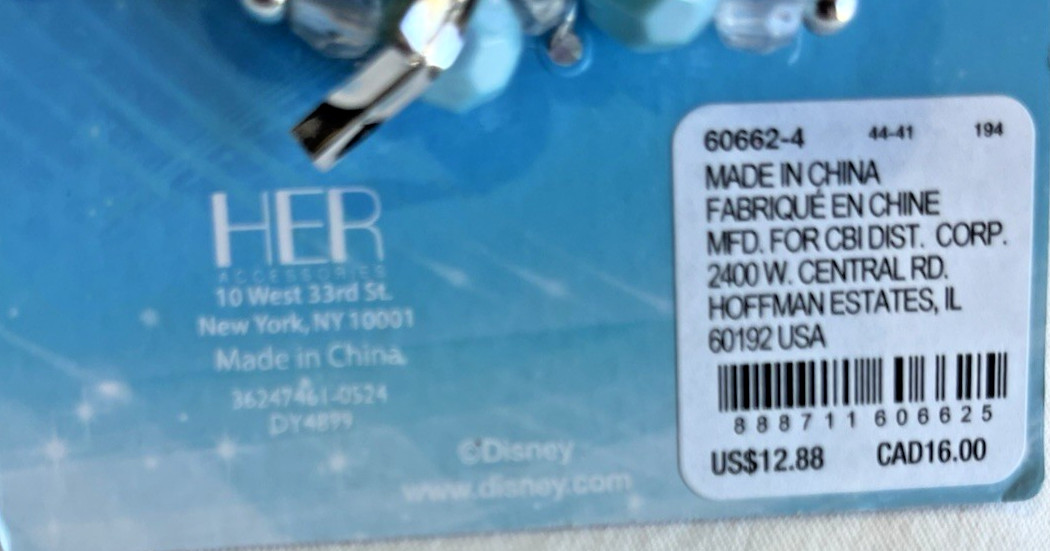 HER
ACCESSORIES
10 West 33rd St.
New York, NY 10001
Made in China
36247461-0524
DY4899
©Disney
www.disney.com
60662-4 44-41 194
MADE IN CHINA
FABRIQUÉ EN CHINE
MFD. FOR CBI DIST. CORP.
2400 W. CENTRAL RD.
HOFFMAN ESTATES, IL
60192 USA
888711606625
US$12.88 CAD16.00